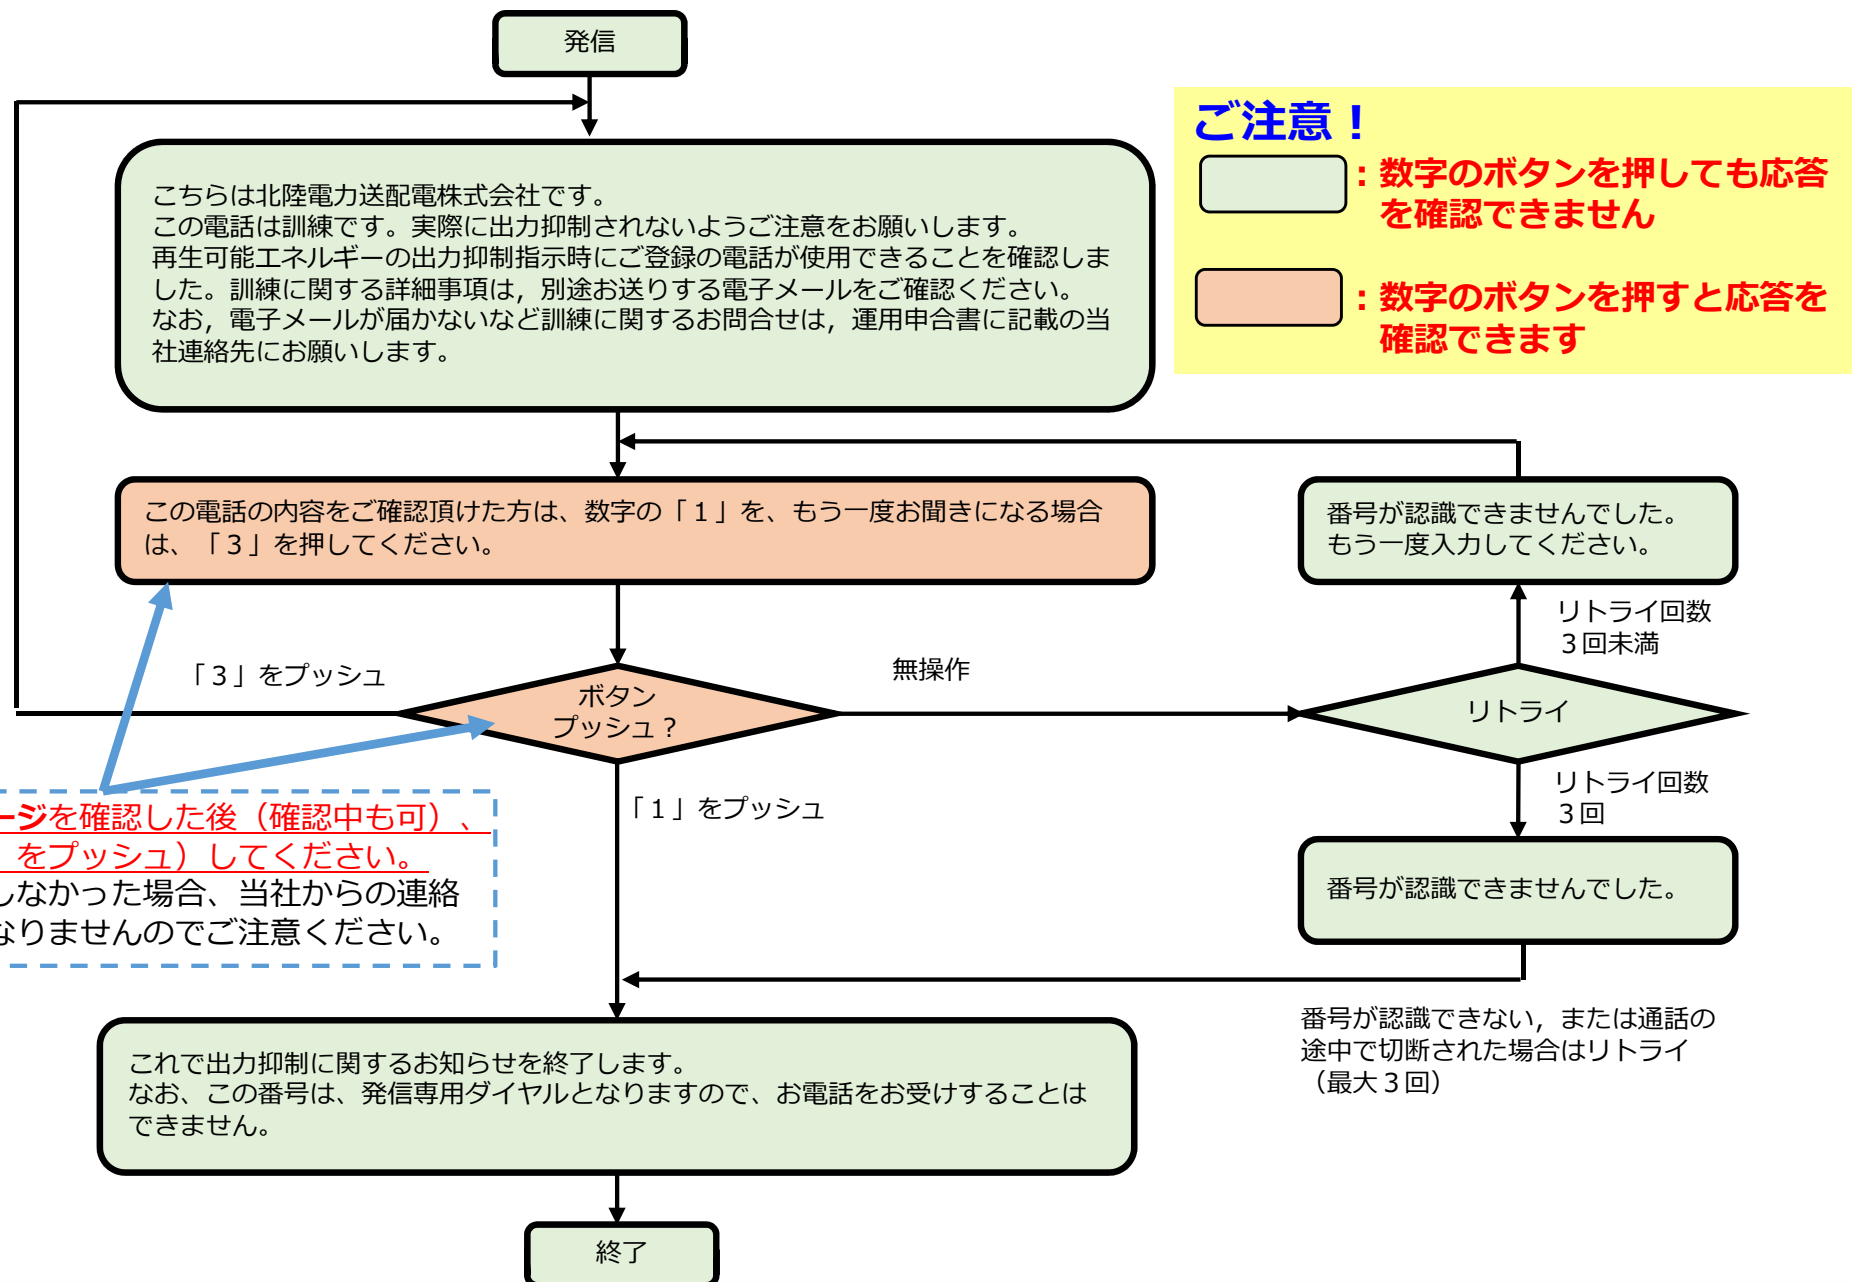 発信
ご注意！
：数字のボタンを押しても応答
を確認できません
：数字のボタンを押すと応答を
確認できます
こちらは北陸電力送配電株式会社です。
この電話は訓練です。実際に出力抑制されないようご注意をお願いします。
再生可能エネルギーの出力抑制指示時にご登録の電話が使用できることを確認しま
した。訓練に関する詳細事項は，別途お送りする電子メールをご確認ください。
なお，電子メールが届かないなど訓練に関するお問合せは，運用申合書に記載の当
社連絡先にお願いします。
この電話の内容をご確認頂けた方は、数字の「１」を、もう一度お聞きになる場合
は、「３」を押してください。
番号が認識できませんでした。
もう一度入力してください。
リトライ回数
３回未満
「３」をプッシュ
ボタン
プッシュ？
無操作
リトライ
リトライ回数
３回
「１」をプッシュ
ージを確認した後（確認中も可）、
」をプッシュ）してください。
しなかった場合、当社からの連絡
なりませんのでご注意ください。
番号が認識できませんでした。
番号が認識できない，または通話の
途中で切断された場合はリトライ
（最大３回）
これで出力抑制に関するお知らせを終了します。
なお、この番号は、発信専用ダイヤルとなりますので、お電話をお受けすることは
できません。
終了